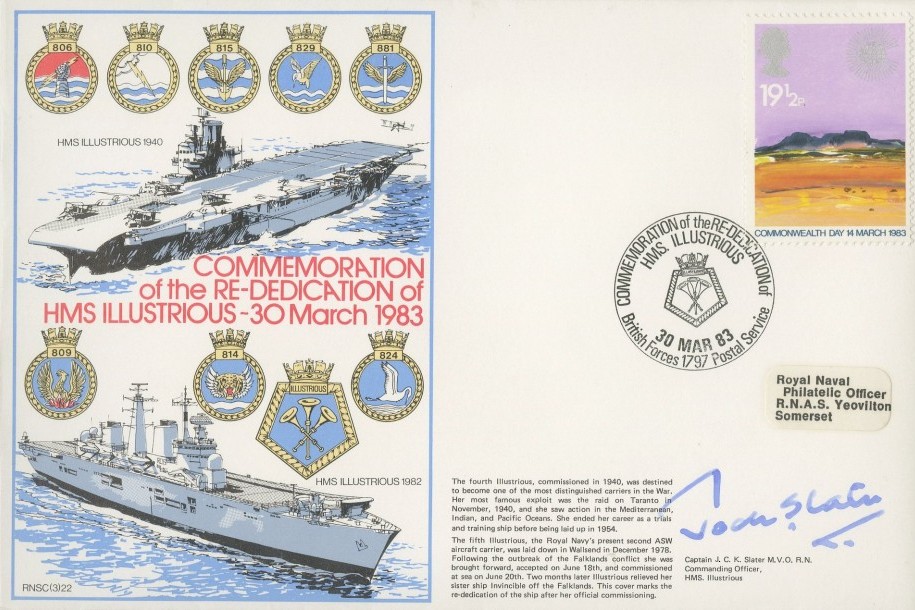 806 810 815 829 881
HMS ILLUSTRIOUS 1940
COMMEMORATION
of the RE-DEDICATION of
HMS ILLUSTRIOUS - 30 March 1983
809 814 824
ILLUSTRIOUS
HMS ILLUSTRIOUS 1982
RNSC(3)22
19½P
COMMONWEALTH DAY 14 MARCH 1983
COMMEMORATION of the RE-DEDICATION of
HMS. ILLUSTRIOUS
30 MAR 83
British Forces 1797 Postal Service
Royal Naval
Philatelic Officer
R.N.A.S. Yeovilton
Somerset
The fourth Illustrious, commissioned in 1940, was destined
to become one of the most distinguished carriers in the War.
Her most famous exploit was the raid on Taranto in
November, 1940, and she saw action in the Mediterranean,
Indian, and Pacific Oceans. She ended her career as a trials
and training ship before being laid up in 1954.
The fifth Illustrious, the Royal Navy's present second ASW
aircraft carrier, was laid down in Wallsend in December 1978.
Following the outbreak of the Falklands conflict she was
brought forward, accepted on June 18th, and commissioned
at sea on June 20th. Two months later Illustrious relieved her
sister ship Invincible off the Falklands. This cover marks the
re-dedication of the ship after her official commissioning.
Jock Slater
Captain J. C. K. Slater M.V.O, R.N.
Commanding Officer,
HMS. Illustrious